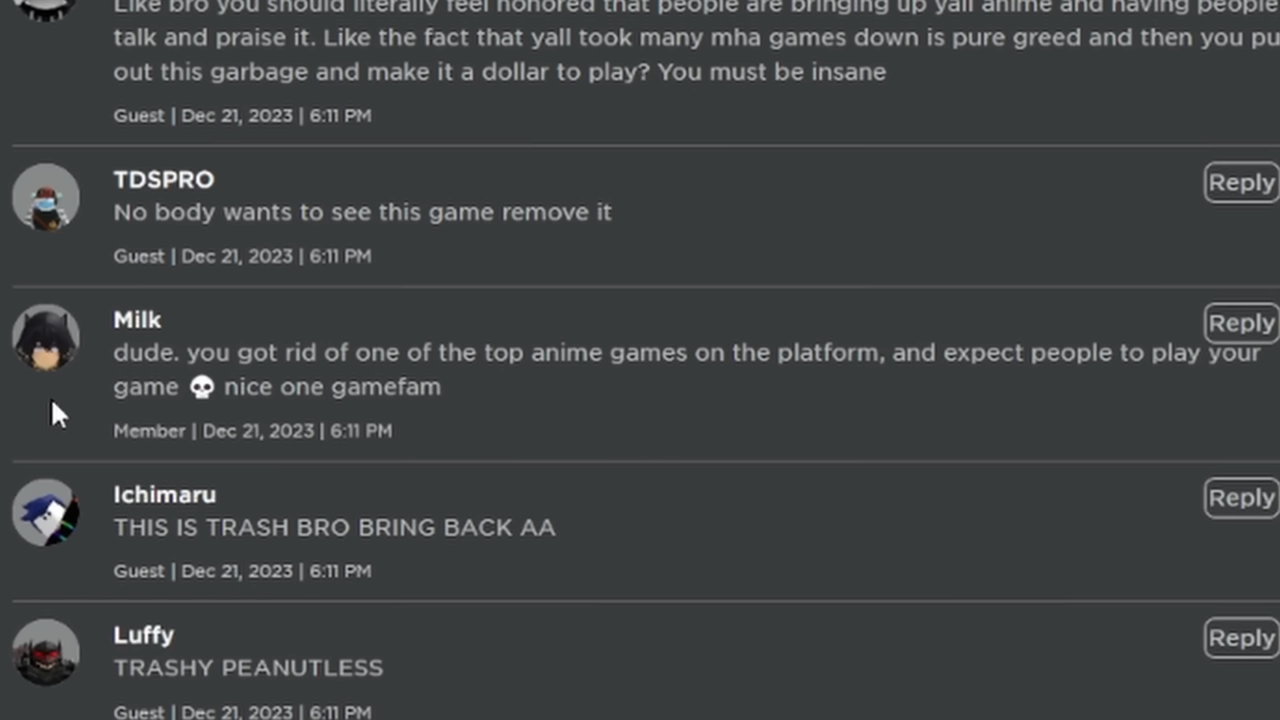 Like bro you should literally feel honored that people are bringing up yall anime and having people
talk and praise it. Like the fact that yall took many mha games down is pure greed and then you pu
out this garbage and make it a dollar to play? You must be insane
Guest | Dec 21, 2023 | 6:11 PM
TDSPRO
Reply
No body wants to see this game remove it
Guest | Dec 21, 2023 | 6:11 PM
Milk
Reply
dude. you got rid of one of the top anime games on the platform, and expect people to play your
game 💀 nice one gamefam
Member | Dec 21, 2023 | 6:11 PM
Ichimaru
Reply
THIS IS TRASH BRO BRING BACK AA
Guest | Dec 21, 2023 | 6:11 PM
Luffy
Reply
TRASHY PEANUTLESS
Guest | Dec 21, 2023 | 6:11 PM